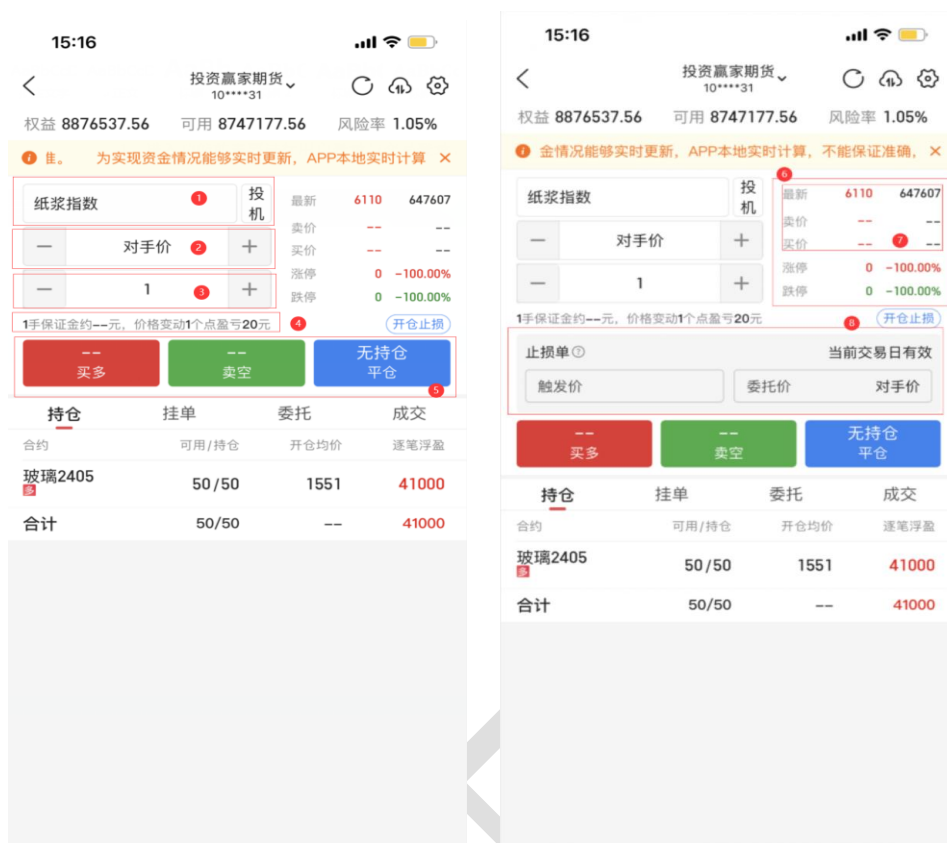 15:16
投资赢家期货
10****31
权益 8876537.56 可用 8747177.56 风险率 1.05%
准。 为实现资金情况能够实时更新，APP本地实时计算
纸浆指数 1 投机
最新 6110 647607
卖价 -- --
对手价 2
买价 -- --
涨停 0 -100.00%
1 3
跌停 0 -100.00%
1手保证金约--元，价格变动1个点盈亏20元 4 开仓止损
-- -- 无持仓
买多 卖空 平仓 5
持仓 挂单 委托 成交
合约 可用/持仓 开仓均价 逐笔浮盈
玻璃2405 50/50 1551 41000
多
合计 50/50 -- 41000
15:16
投资赢家期货
10****31
权益 8876537.56 可用 8747177.56 风险率 1.05%
金情况能够实时更新，APP本地实时计算，不能保证准确，
6
纸浆指数 投机
最新 6110 647607
卖价 -- --
对手价
买价 -- 7 --
涨停 0 -100.00%
1
跌停 0 -100.00%
1手保证金约--元，价格变动1个点盈亏20元 8 开仓止损
止损单 当前交易日有效
触发价 委托价 对手价
-- -- 无持仓
买多 卖空 平仓
持仓 挂单 委托 成交
合约 可用/持仓 开仓均价 逐笔浮盈
玻璃2405 50/50 1551 41000
多
合计 50/50 -- 41000